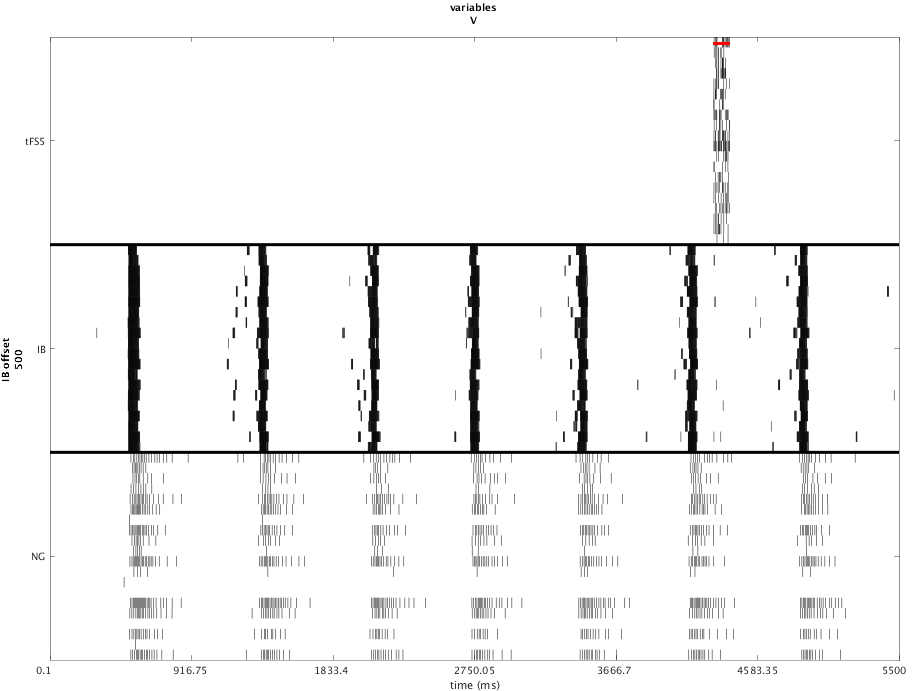 variables
V
tFS5
IB
NG
IB offset
500
0.1 916.75 1833.4 2750.05 3666.7 4583.35 5500
time (ms)